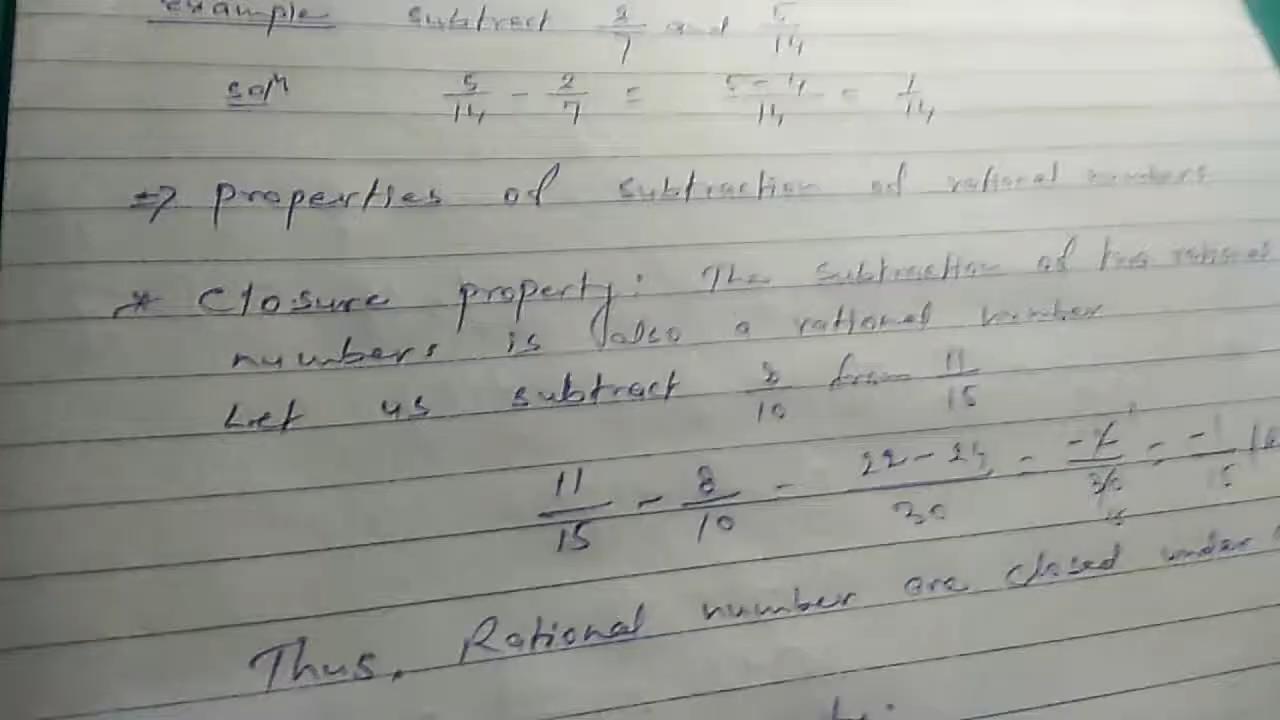 example subtract 2/7 and 5/14
soln 5/14 - 2/7 = 5-4/14 = 1/14
=> Properties of subtraction of rational numbers
* Closure property: The subtraction of two rational
numbers is also a rational number
Let us subtract 8/10 from 11/15
11/15 - 8/10 = 22-24/30 = -2/30 = -1/15
Thus, Rational number are closed under